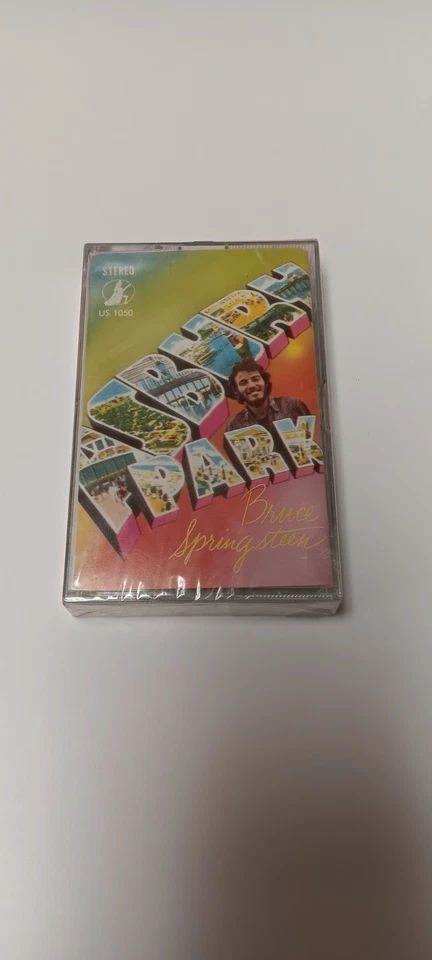 STEREO
US 1050
ASBURY
PARK
Bruce
Springsteen